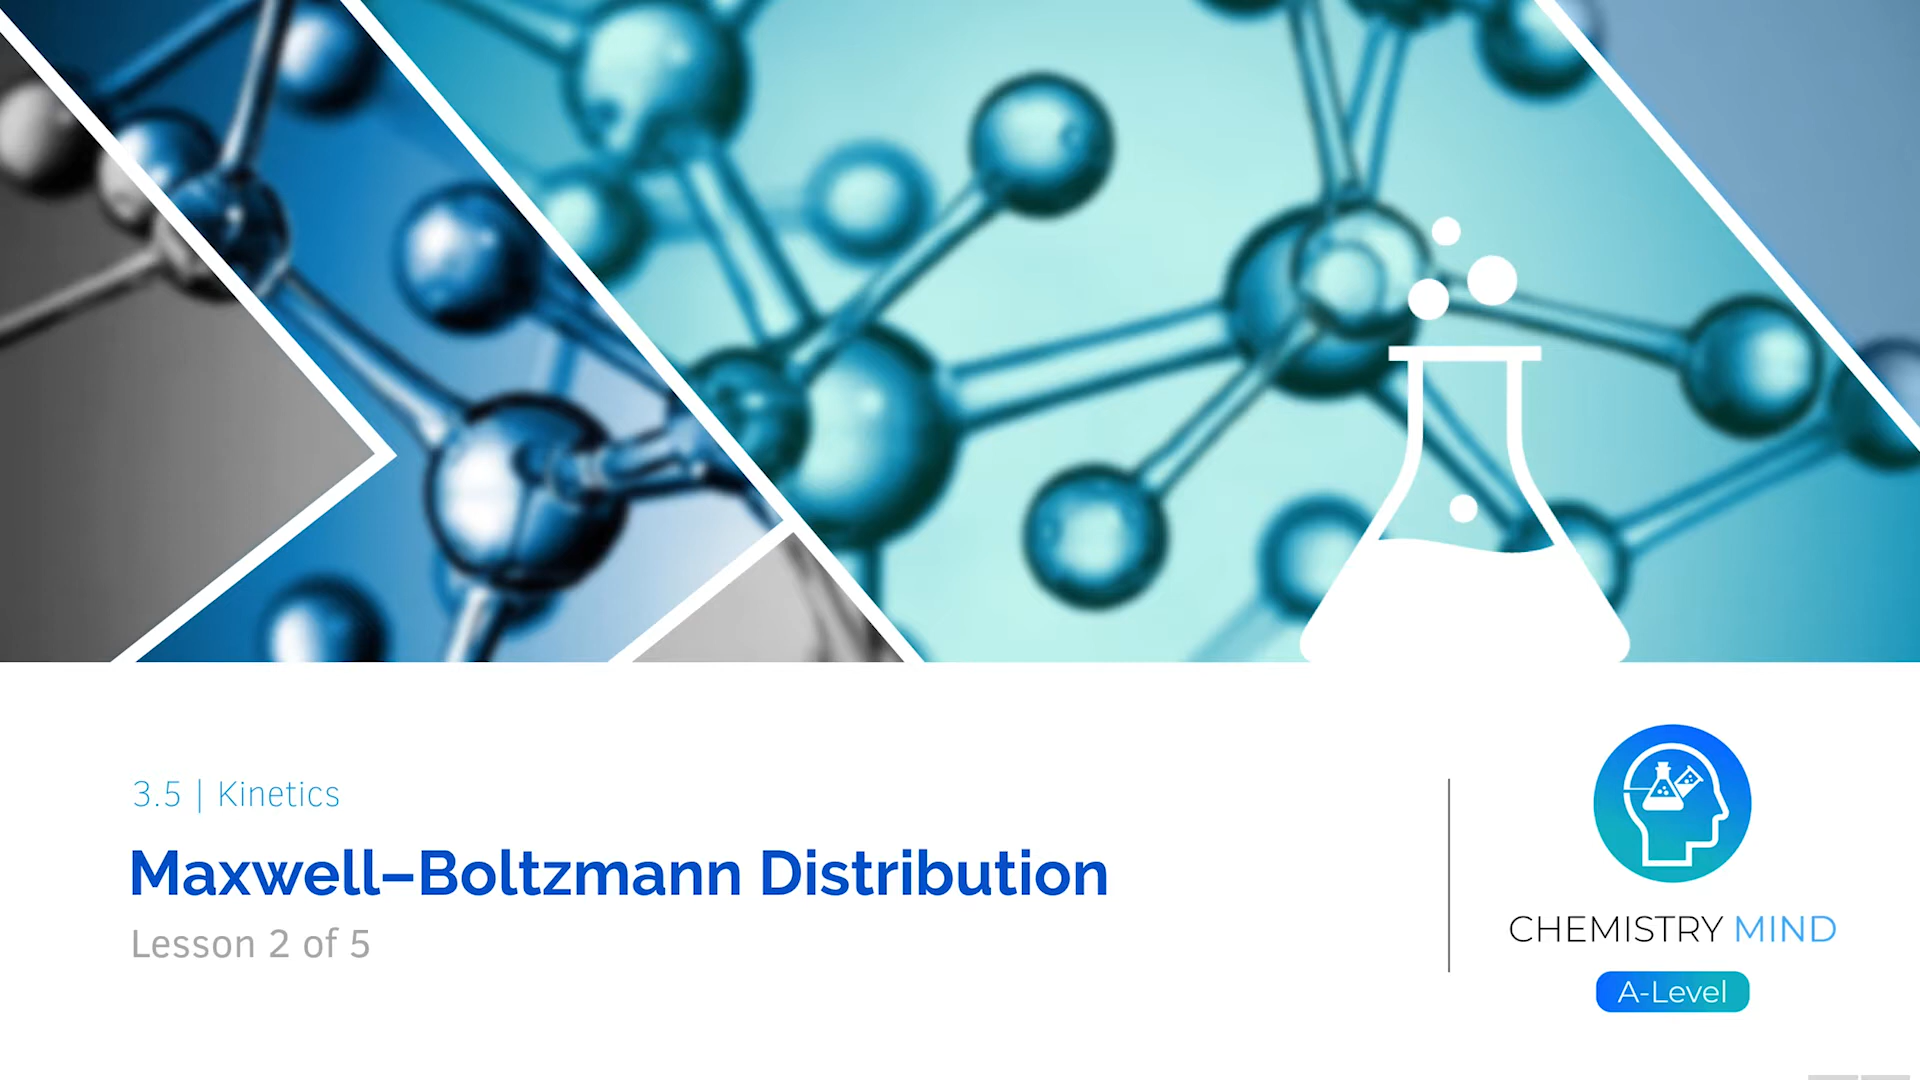 3.5 | Kinetics
Maxwell–Boltzmann Distribution
Lesson 2 of 5
CHEMISTRY MIND
A-Level